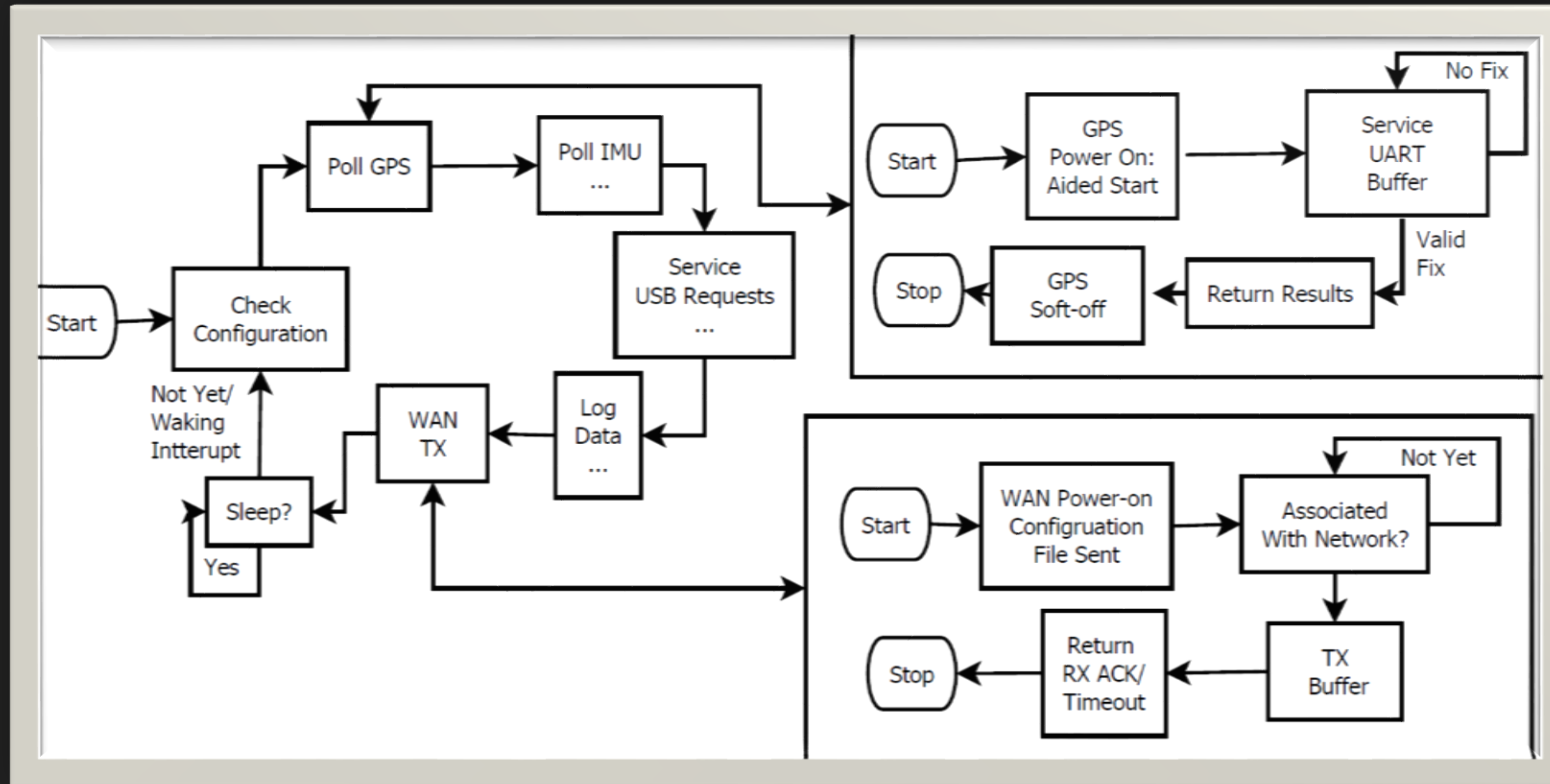 Start
Check
Configuration
Poll GPS
Poll IMU
...
Service
USB Requests
...
Log
Data
...
WAN
TX
Sleep?
Yes
Not Yet/
Waking
Intterupt
Start
GPS
Power On:
Aided Start
Service
UART
Buffer
No Fix
Valid
Fix
Return Results
GPS
Soft-off
Stop
Start
WAN Power-on
Configruation
File Sent
Associated
With Network?
Not Yet
TX
Buffer
Return
RX ACK/
Timeout
Stop